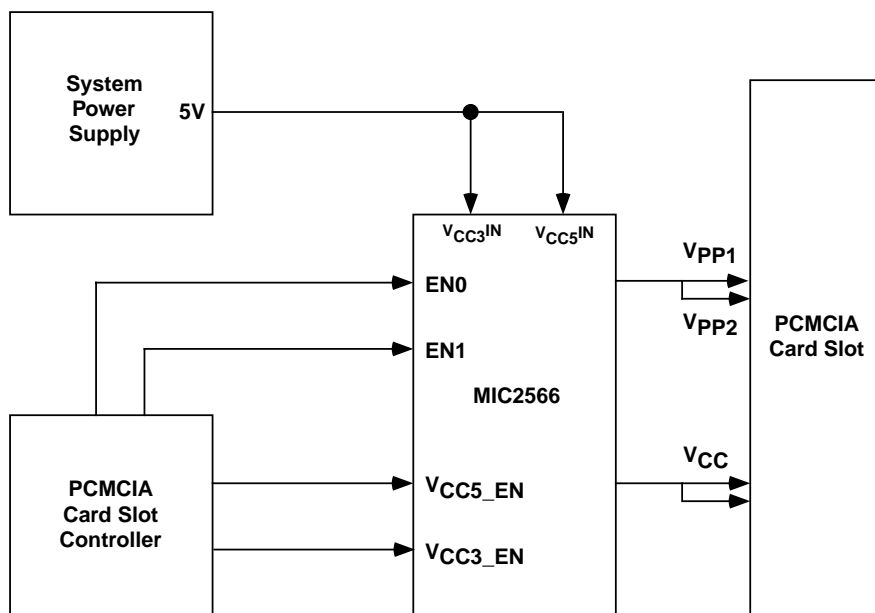 System
Power
Supply
5V
VCC3IN
VCC5IN
EN0
EN1
MIC2566
VCC5_EN
VCC3_EN
PCMCIA
Card Slot
Controller
VPP1
VPP2
VCC
PCMCIA
Card Slot